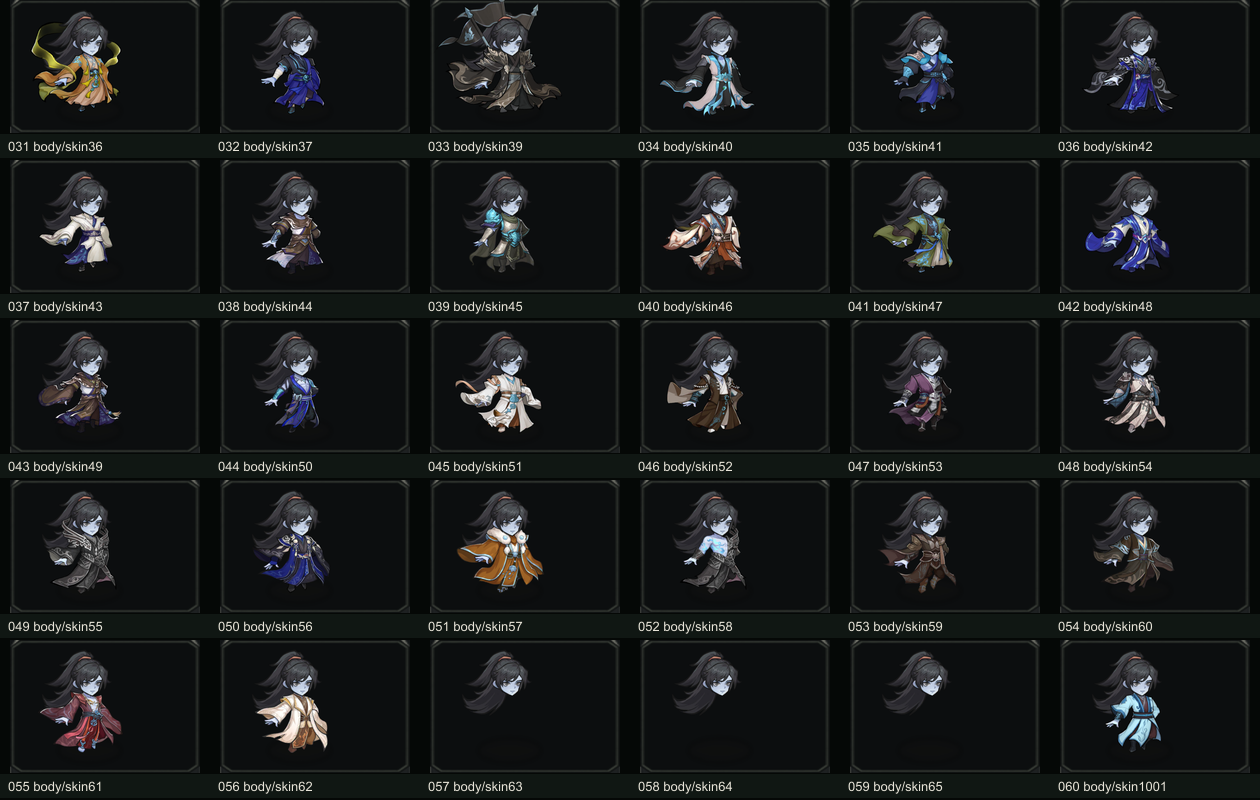 031 body/skin36
032 body/skin37
033 body/skin39
034 body/skin40
035 body/skin41
036 body/skin42
037 body/skin43
038 body/skin44
039 body/skin45
040 body/skin46
041 body/skin47
042 body/skin48
043 body/skin49
044 body/skin50
045 body/skin51
046 body/skin52
047 body/skin53
048 body/skin54
049 body/skin55
050 body/skin56
051 body/skin57
052 body/skin58
053 body/skin59
054 body/skin60
055 body/skin61
056 body/skin62
057 body/skin63
058 body/skin64
059 body/skin65
060 body/skin1001